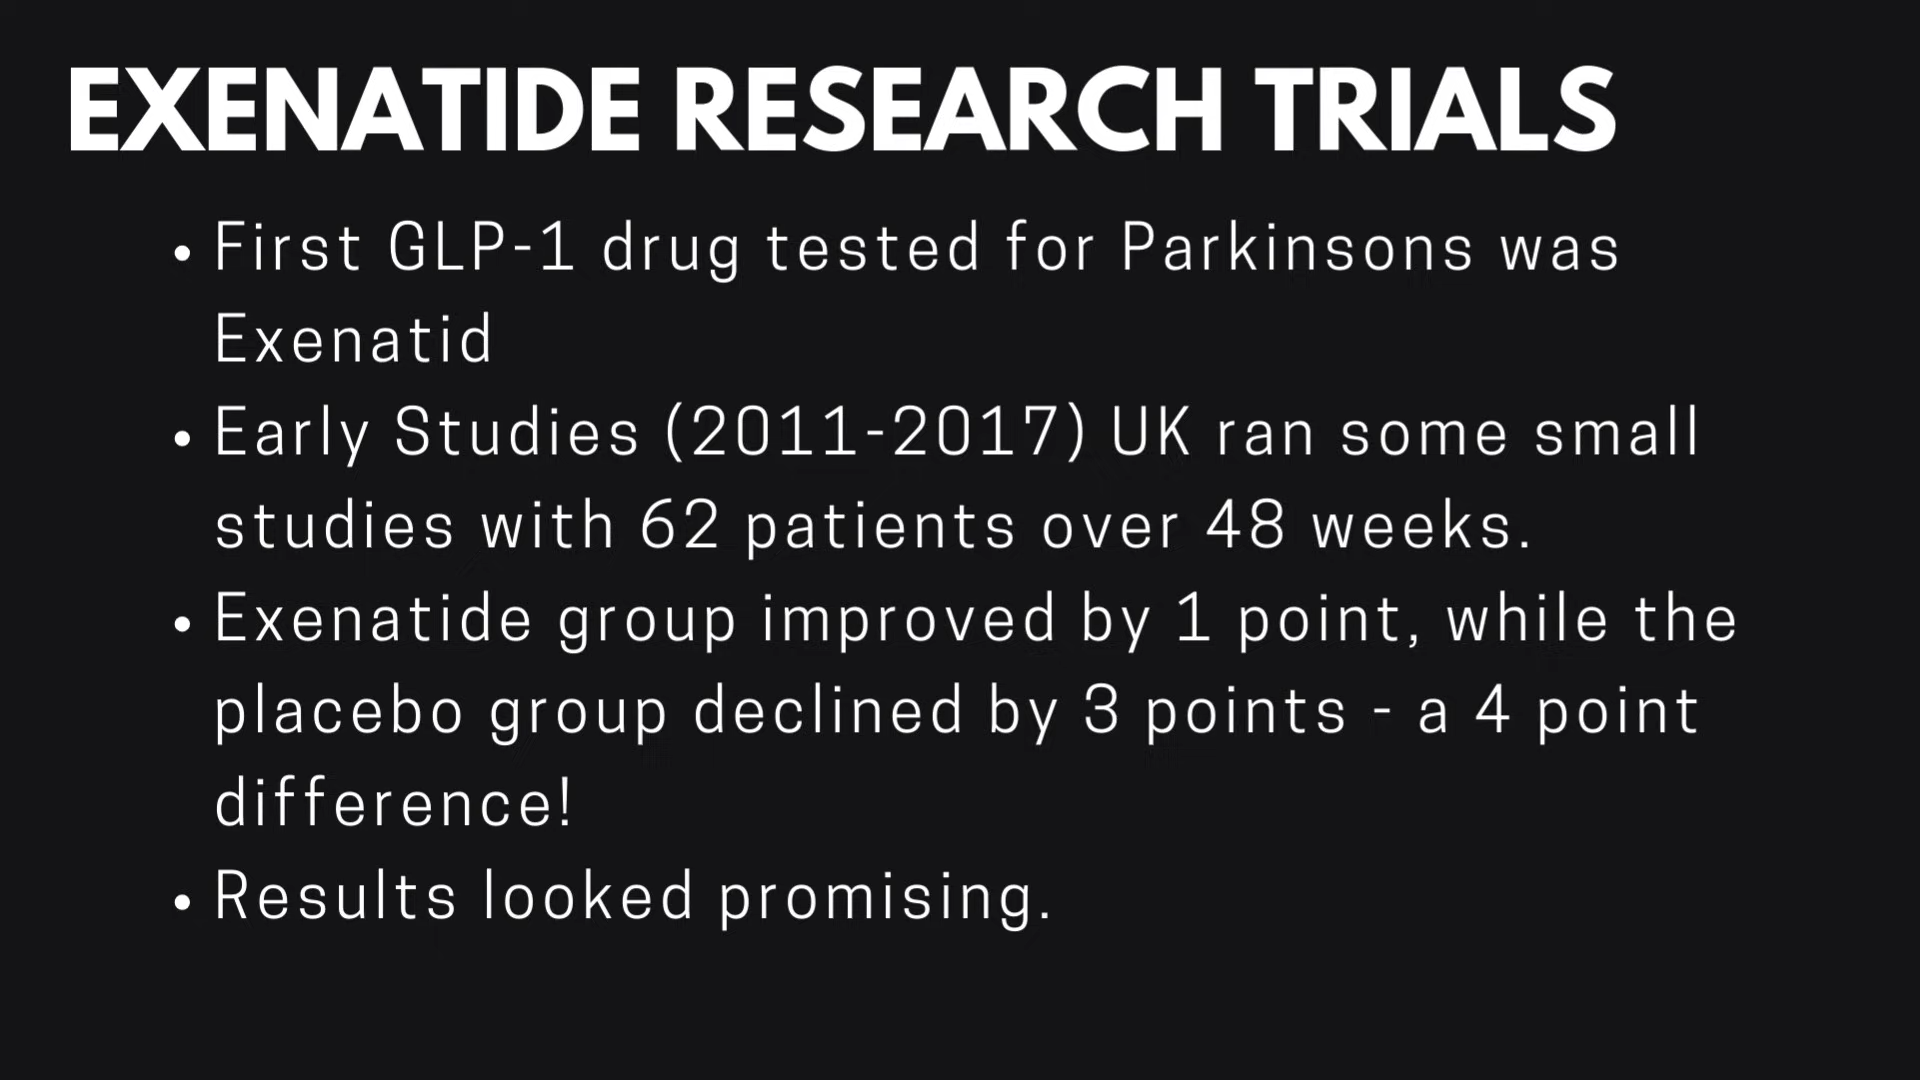 EXENATIDE RESEARCH TRIALS
• First GLP-1 drug tested for Parkinsons was
Exenatid
• Early Studies (2011-2017) UK ran some small
studies with 62 patients over 48 weeks.
• Exenatide group improved by 1 point, while the
placebo group declined by 3 points - a 4 point
difference!
• Results looked promising.